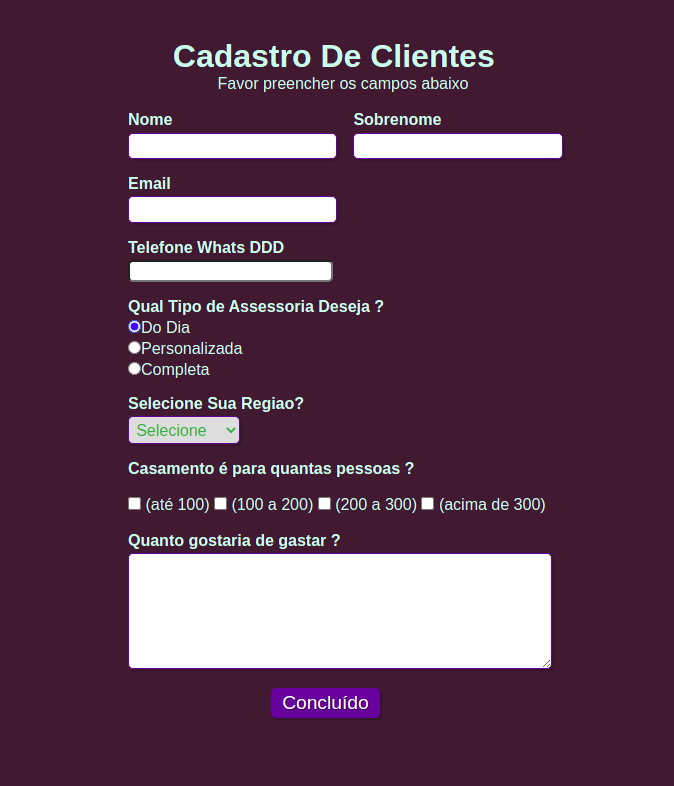 Cadastro De Clientes
Favor preencher os campos abaixo
Nome Sobrenome
Email
Telefone Whats DDD
Qual Tipo de Assessoria Deseja ?
Do Dia
Personalizada
Completa
Selecione Sua Regiao?
Selecione
Casamento é para quantas pessoas ?
(até 100) (100 a 200) (200 a 300) (acima de 300)
Quanto gostaria de gastar ?
Concluído